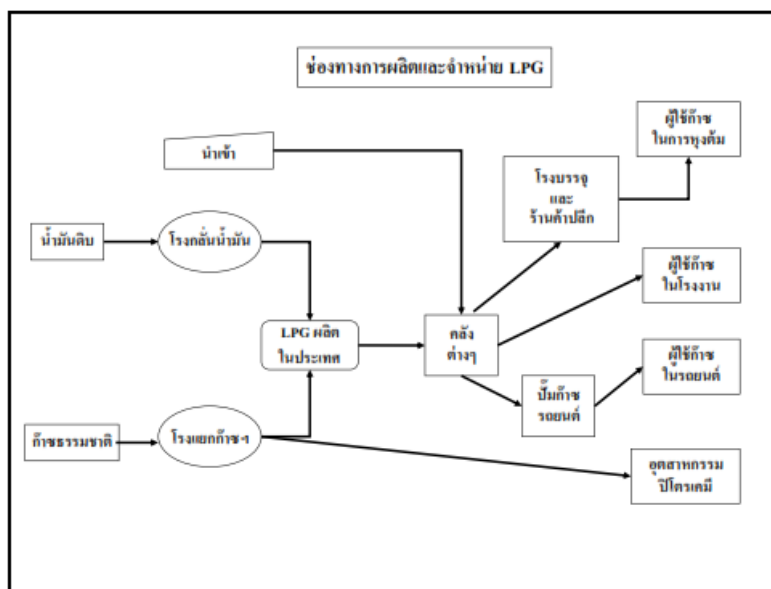 ช่องทางการผลิตและจำหน่าย LPG
ผู้ใช้ก๊าซ
ในการหุงต้ม
นำเข้า
โรงบรรจุ
และ
ร้านค้าปลีก
น้ำมันดิบ
โรงกลั่นน้ำมัน
ผู้ใช้ก๊าซ
ในโรงงาน
LPG ผลิต
ในประเทศ
คลัง
ต่างๆ
ผู้ใช้ก๊าซ
ในรถยนต์
ปั๊มก๊าซ
รถยนต์
ก๊าซธรรมชาติ
โรงแยกก๊าซฯ
อุตสาหกรรม
ปิโตรเคมี